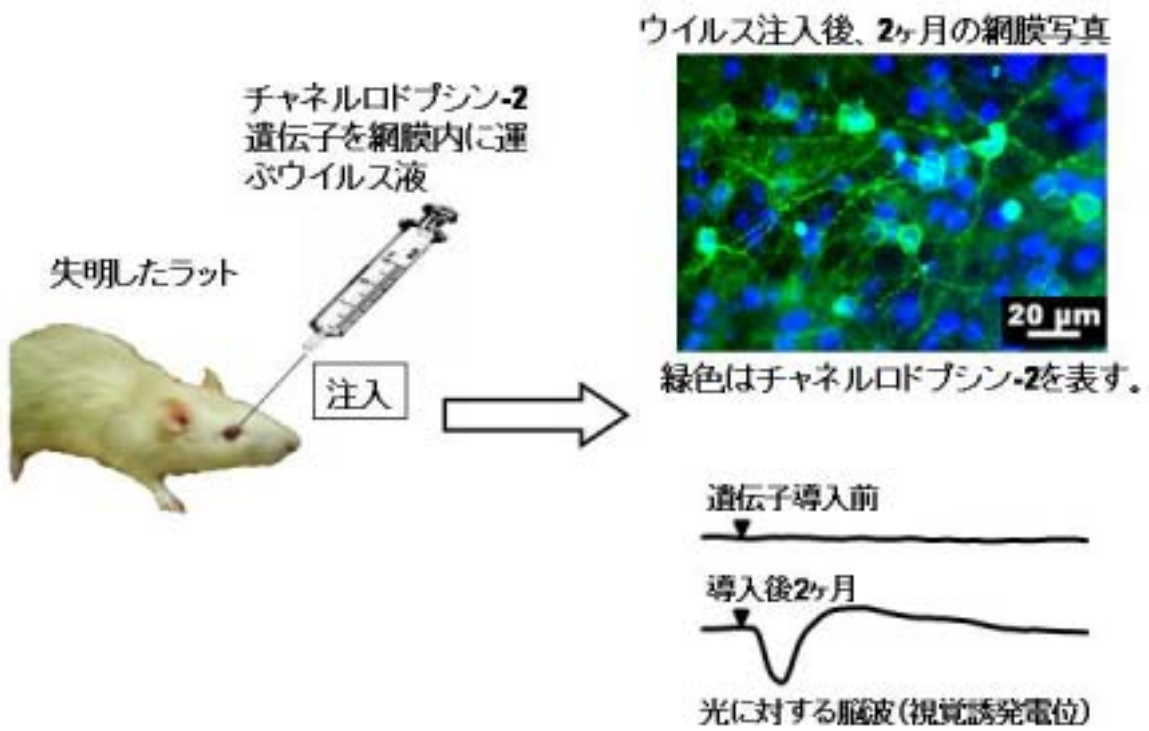 ウイルス注入後、2ヶ月の網膜写真
チャネルロドプシン-2
遺伝子を網膜内に運
ぶウイルス液
失明したラット
注入
20 µm
緑色はチャネルロドプシン-2を表す。
遺伝子導入前
導入後2ヶ月
光に対する脳波(視覚誘発電位)